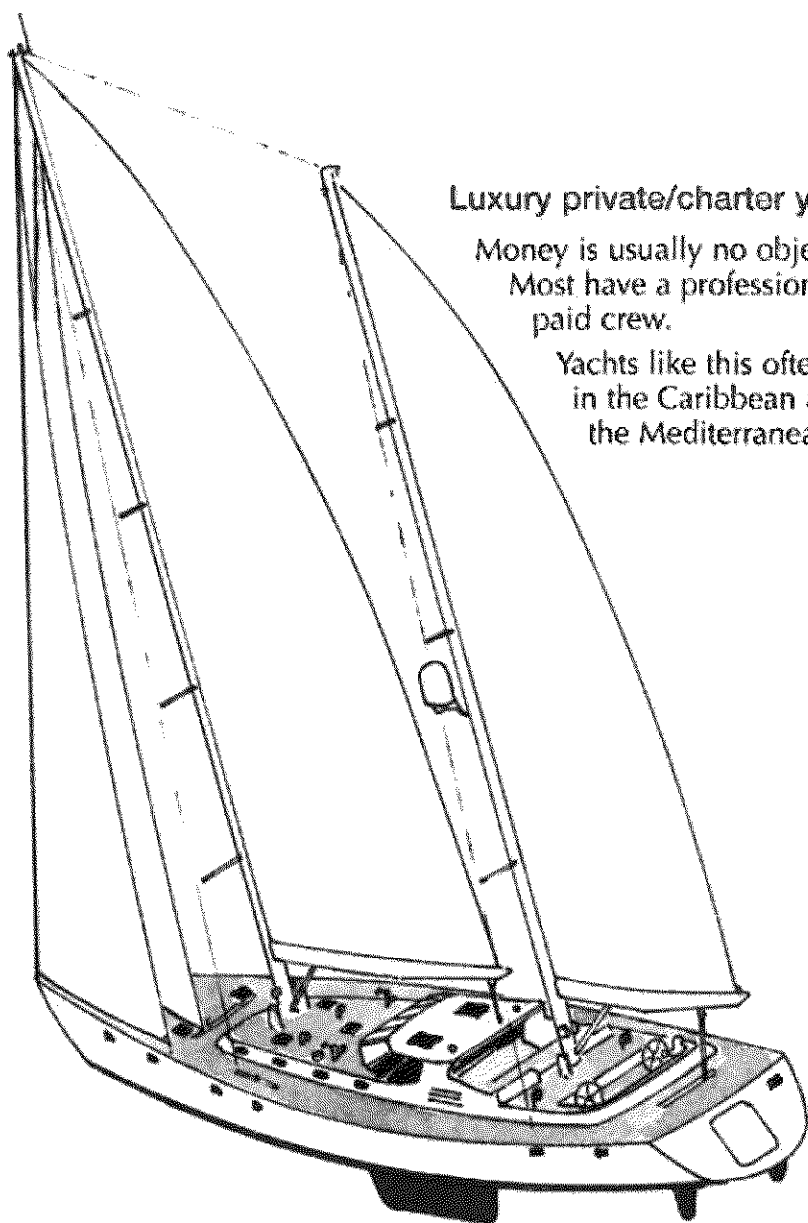 Luxury private/charter y
Money is usually no obje
Most have a profession
paid crew.
Yachts like this ofte
in the Caribbean
the Mediterranea